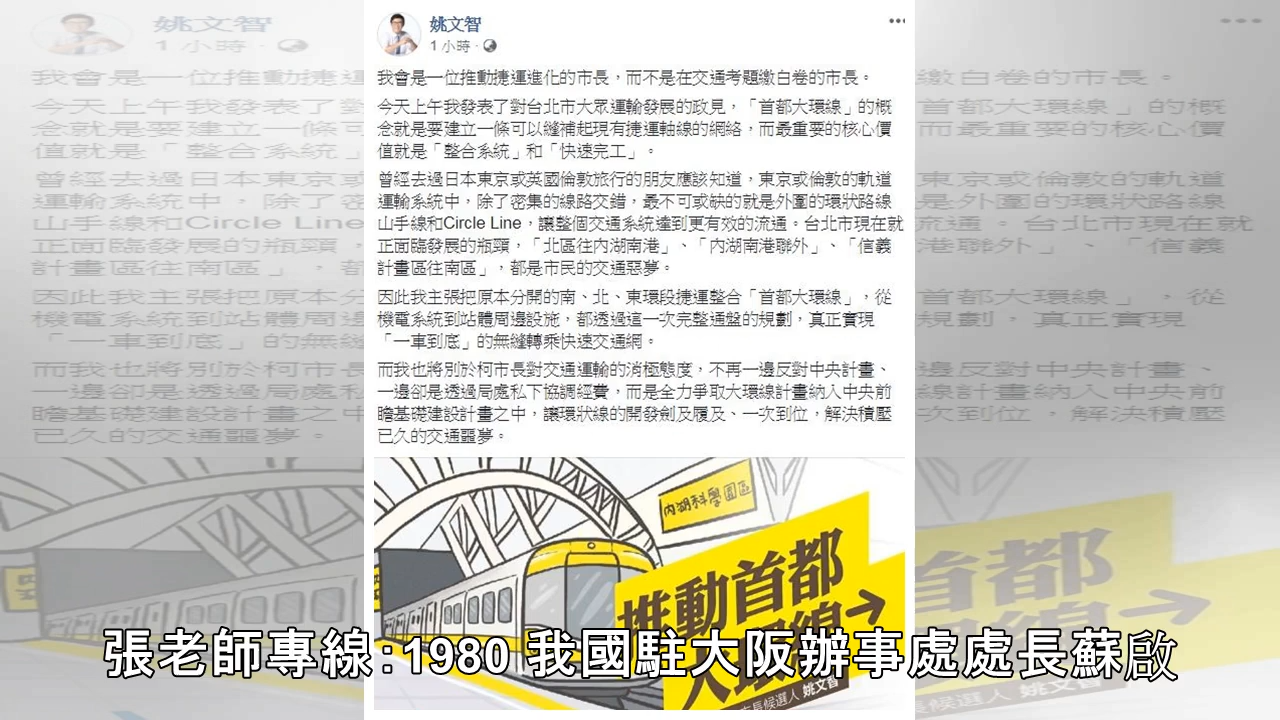 姚文智
1 小時 ·
我會是一位推動捷運進化的市長，而不是在交通考題繳白卷的市長。
今天上午我發表了對台北市大眾運輸發展的政見，「首都大環線」的概
念就是要建立一條可以縫補起現有捷運軸線的網絡，而最重要的核心價
值就是「整合系統」和「快速完工」。
曾經去過日本東京或英國倫敦旅行的朋友應該知道，東京或倫敦的軌道
運輸系統中，除了密集的線路交錯，最不可或缺的就是外圍的環狀路線
山手線和Circle Line，讓整個交通系統達到更有效的流通。台北市現在就
正面臨發展的瓶頸，「北區往內湖南港」、「內湖南港聯外」、「信義
計畫區往南區」，都是市民的交通惡夢。
因此我主張把原本分開的南、北、東環段捷運整合「首都大環線」，從
機電系統到站體周邊設施，都透過這一次完整通盤的規劃，真正實現
「一車到底」的無縫轉乘快速交通網。
而我也將別於柯市長對交通運輸的消極態度，不再一邊反對中央計畫、
一邊卻是透過局處私下協調經費，而是全力爭取大環線計畫納入中央前
瞻基礎建設計畫之中，讓環狀線的開發劍及履及、一次到位，解決積壓
已久的交通噩夢。
內湖科學園區
推動首都
大環線
市長候選人 姚文智
張老師專線:1980 我國駐大阪辦事處處長蘇啟